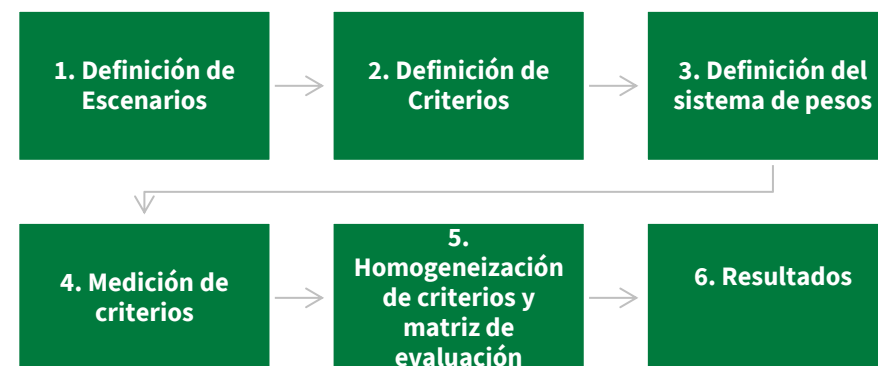 1. Definición de
Escenarios
2. Definición de
Criterios
3. Definición del
sistema de pesos
4. Medición de
criterios
5.
Homogeneización
de criterios y
matriz de
evaluación
6. Resultados